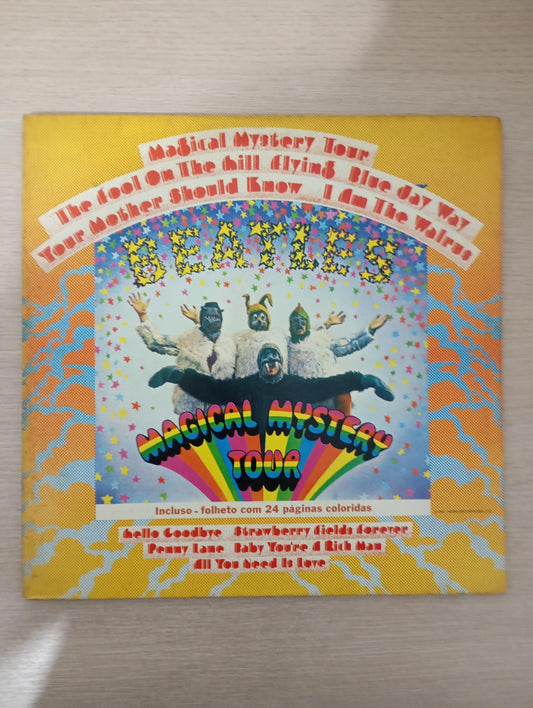 Magical Mystery Tour
The Fool On The Hill Flying Blue Jay Way
Your Mother Should Know I Am The Walrus
BEATLES
MAGICAL MYSTERY
TOUR
Incluso - folheto com 24 páginas coloridas
Hello Goodbye Strawberry Fields Forever
Penny Lane Baby You're A Rich Man
All You Need Is Love